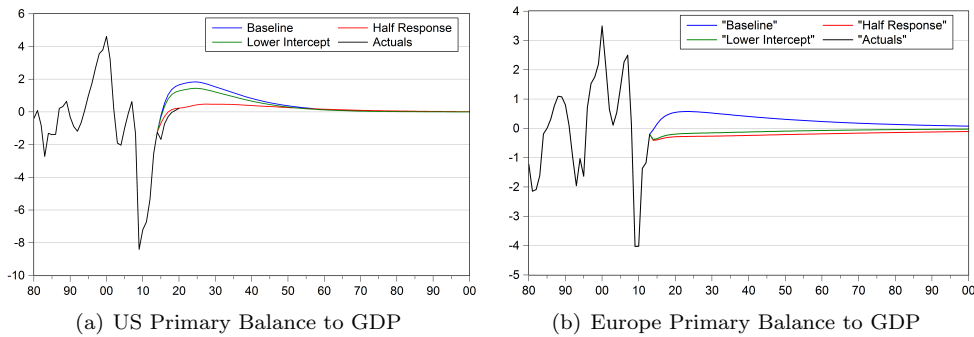 Baseline Half Response
Lower Intercept Actuals
6
4
2
0
-2
-4
-6
-8
-10
80 90 00 10 20 30 40 50 60 70 80 90 00
(a) US Primary Balance to GDP
"Baseline" "Half Response"
"Lower Intercept" "Actuals"
4
3
2
1
0
-1
-2
-3
-4
-5
80 90 00 10 20 30 40 50 60 70 80 90 00
(b) Europe Primary Balance to GDP